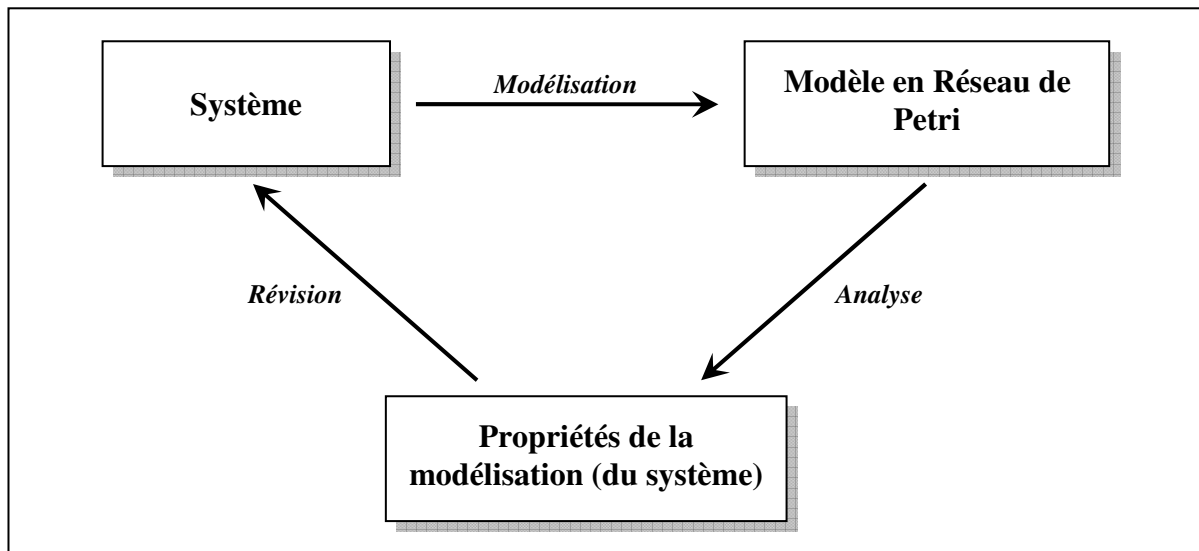 Système
Modélisation
Modèle en Réseau de
Petri
Révision
Analyse
Propriétés de la
modélisation (du système)